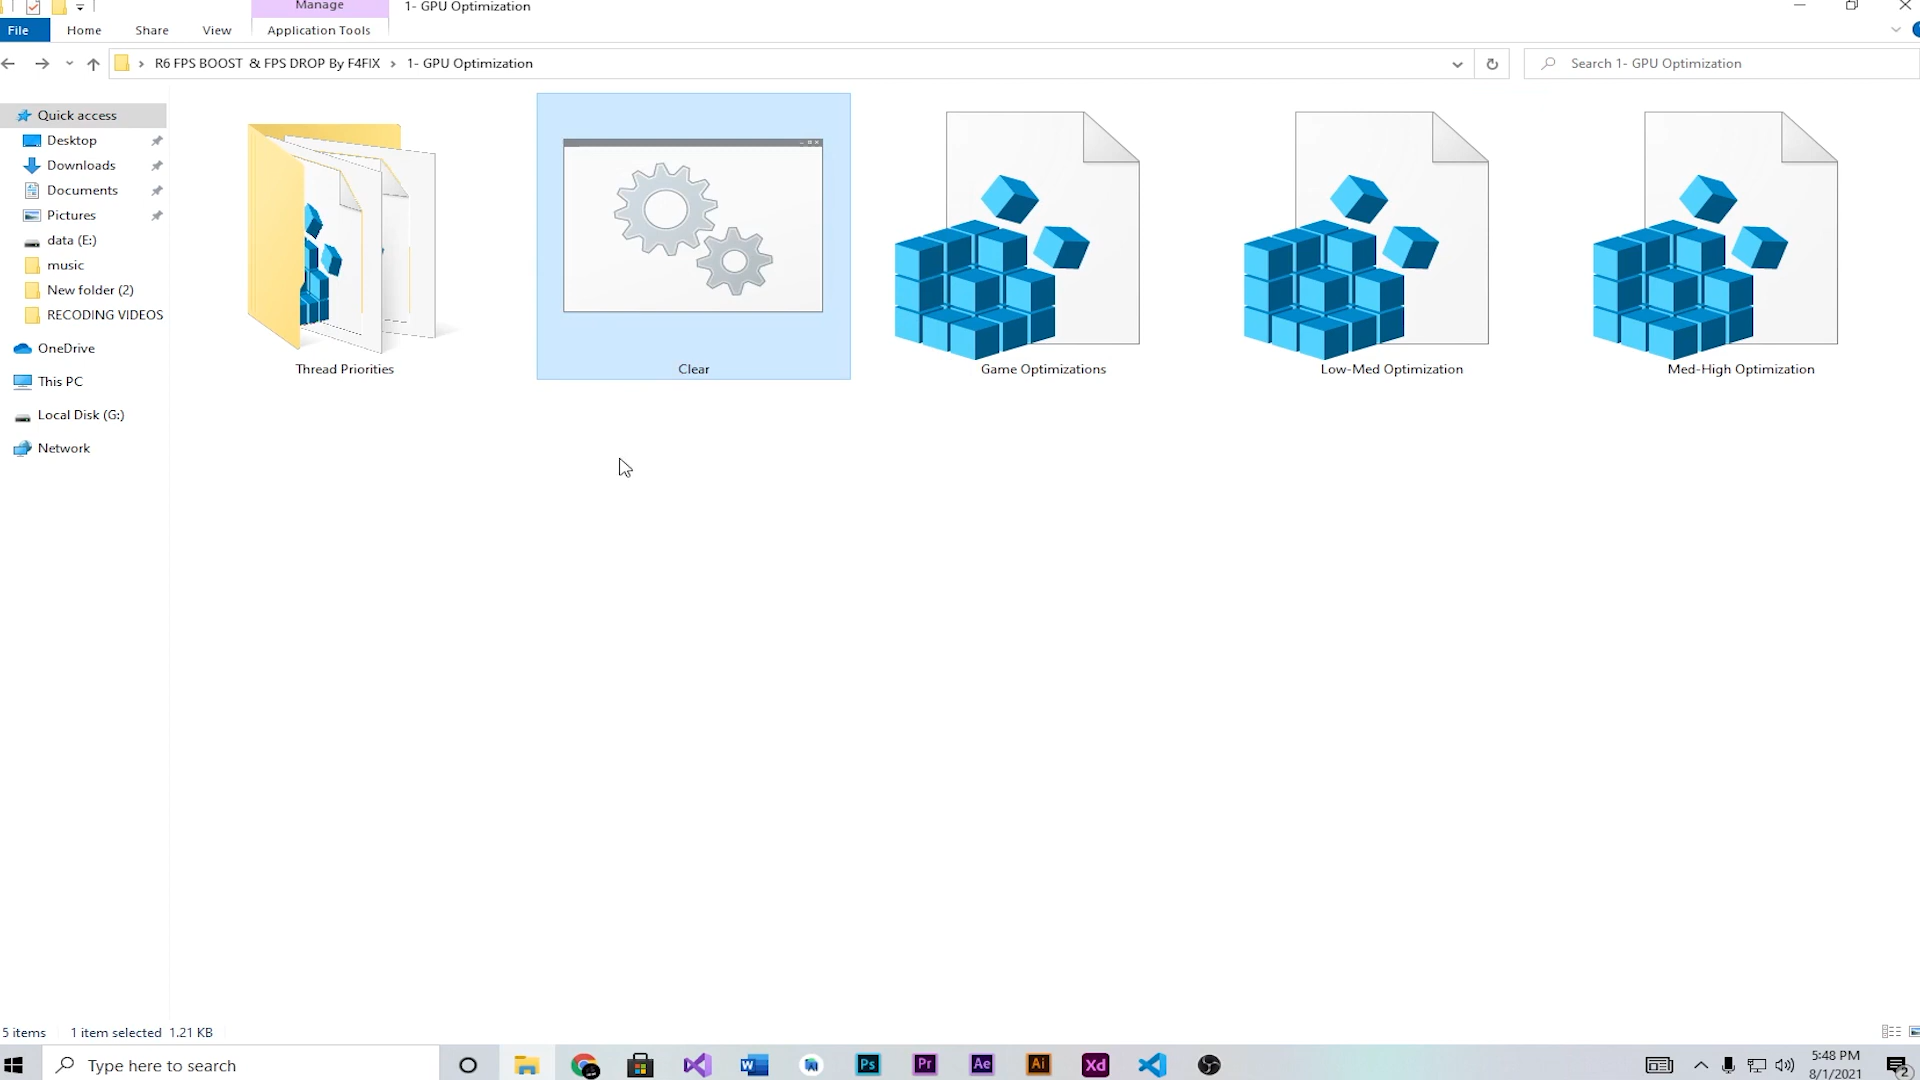 Manage
1- GPU Optimization
File
Home
Share
View
Application Tools
R6 FPS BOOST & FPS DROP By F4FIX
1- GPU Optimization
Search 1- GPU Optimization
Quick access
Desktop
Downloads
Documents
Pictures
data (E:)
music
New folder (2)
RECODING VIDEOS
OneDrive
This PC
Local Disk (G:)
Network
Thread Priorities
Clear
Game Optimizations
Low-Med Optimization
Med-High Optimization
5 items
1 item selected 1.21 KB
Type here to search
Ps
Pr
Ae
Ai
Xd
5:48 PM
8/1/2021
2